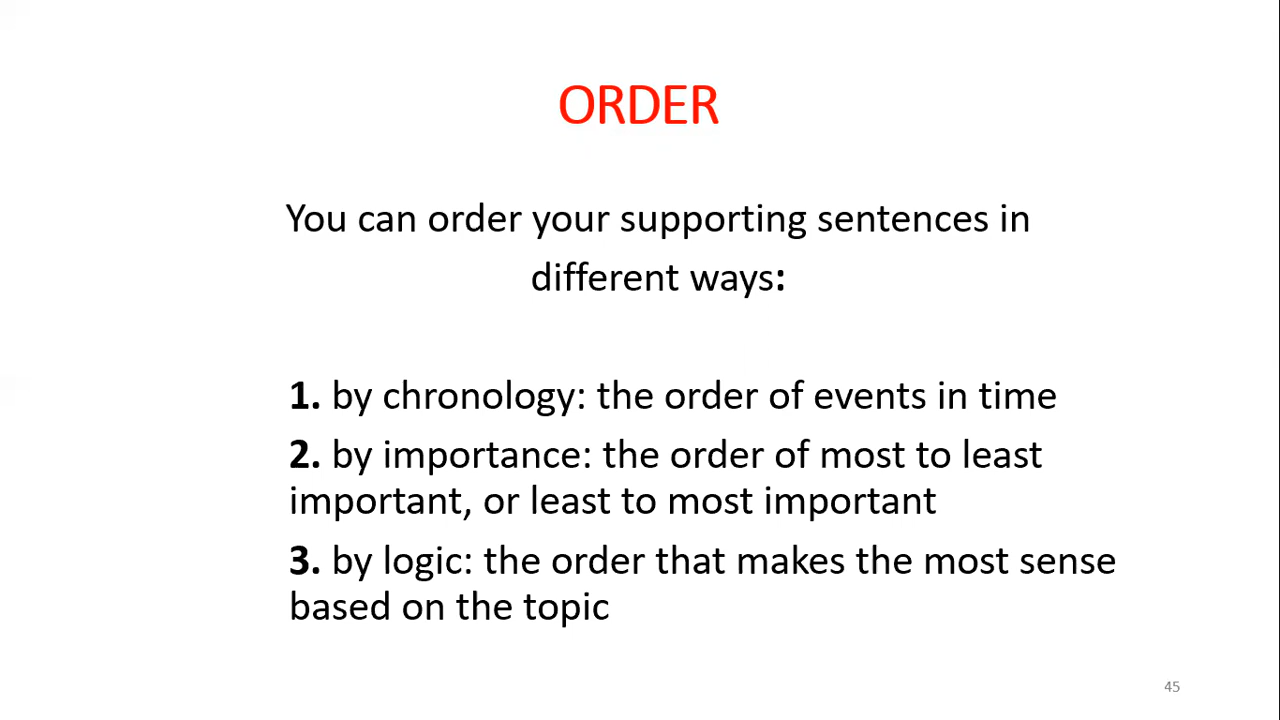 ORDER
You can order your supporting sentences in
different ways:
1. by chronology: the order of events in time
2. by importance: the order of most to least
important, or least to most important
3. by logic: the order that makes the most sense
based on the topic
45